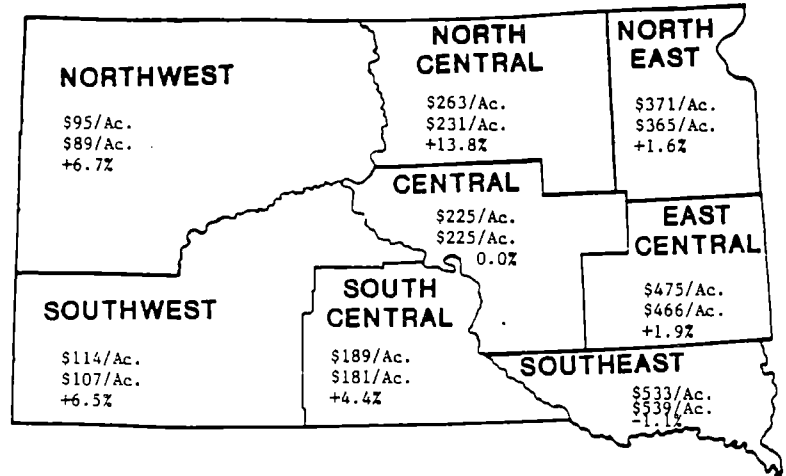 NORTHWEST
$95/Ac.
$89/Ac.
+6.7%
NORTH
CENTRAL
$263/Ac.
$231/Ac.
+13.8%
NORTH
EAST
$371/Ac.
$365/Ac.
+1.6%
CENTRAL
$225/Ac.
$225/Ac.
0.0%
EAST
CENTRAL
$475/Ac.
$466/Ac.
+1.9%
SOUTHWEST
$114/Ac.
$107/Ac.
+6.5%
SOUTH
CENTRAL
$189/Ac.
$181/Ac.
+4.4%
SOUTHEAST
$533/Ac.
$539/Ac.
-1.1%